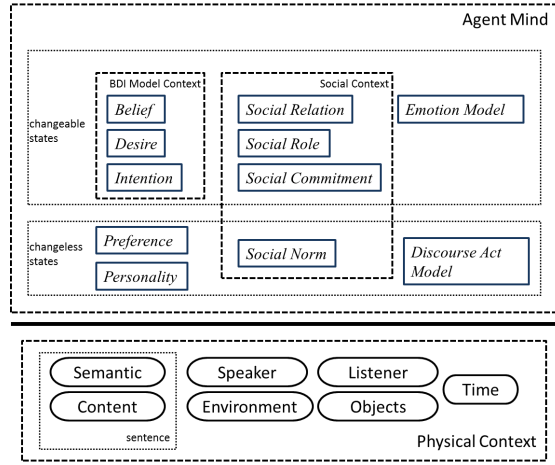 Agent Mind
BDI Model Context
Social Context
Belief
Social Relation
Emotion Model
changeable
states
Desire
Social Role
Intention
Social Commitment
changeless
states
Preference
Social Norm
Discourse Act
Model
Personality
Semantic
Speaker
Listener
Time
Content
Environment
Objects
sentence
Physical Context